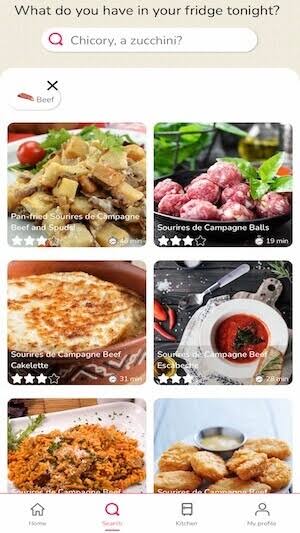 What do you have in your fridge tonight?
Chicory, a zucchini?
Beef
Pan-fried Sourires de Campagne
Beef and Spuds!
46 min
Sourires de Campagne Balls
19 min
Sourires de Campagne Beef
Cakelette
31 min
Sourires de Campagne Beef
Escabeche
28 min
Sourires de Campagne Beef
Sourires de Campagne Beef
Home
Search
Kitchen
My profile